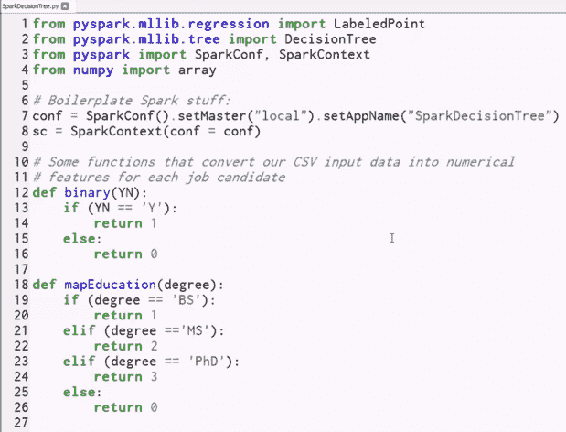 SparkDecisionTree.py
1 from pyspark.mllib.regression import LabeledPoint
2 from pyspark.mllib.tree import DecisionTree
3 from pyspark import SparkConf, SparkContext
4 from numpy import array
5
6 # Boilerplate Spark stuff:
7 conf = SparkConf().setMaster("local").setAppName("SparkDecisionTree")
8 sc = SparkContext(conf = conf)
9
10 # Some functions that convert our CSV input data into numerical
11 # features for each job candidate
12 def binary(YN):
13     if (YN == 'Y'):
14         return 1
15     else:
16         return 0
17
18 def mapEducation(degree):
19     if (degree == 'BS'):
20         return 1
21     elif (degree =='MS'):
22         return 2
23     elif (degree == 'PhD'):
24         return 3
25     else:
26         return 0
27